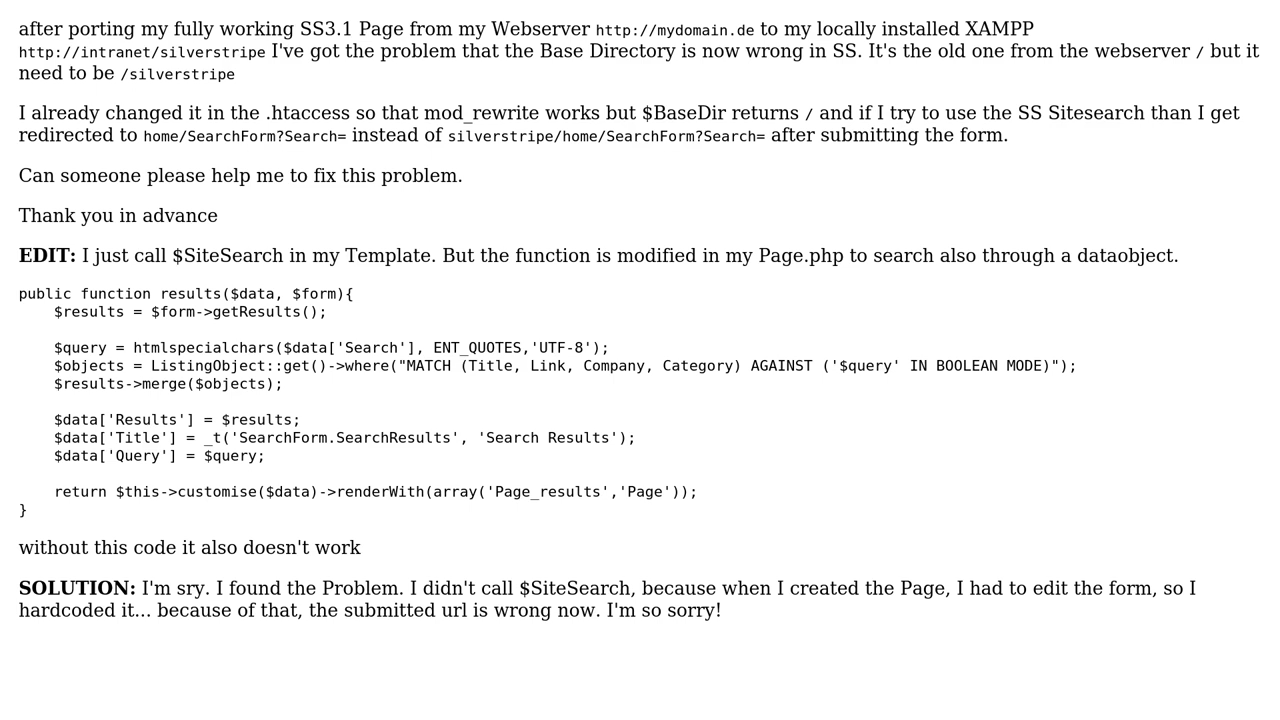 after porting my fully working SS3.1 Page from my Webserver http://mydomain.de to my locally installed XAMPP
http://intranet/silverstripe I've got the problem that the Base Directory is now wrong in SS. It's the old one from the webserver / but it
need to be /silverstripe
I already changed it in the .htaccess so that mod_rewrite works but $BaseDir returns / and if I try to use the SS Sitesearch than I get
redirected to home/SearchForm?Search= instead of silverstripe/home/SearchForm?Search= after submitting the form.
Can someone please help me to fix this problem.
Thank you in advance
EDIT: I just call $SiteSearch in my Template. But the function is modified in my Page.php to search also through a dataobject.
public function results($data, $form){
    $results = $form->getResults();
    $query = htmlspecialchars($data['Search'], ENT_QUOTES,'UTF-8');
    $objects = ListingObject::get()->where("MATCH (Title, Link, Company, Category) AGAINST ('$query' IN BOOLEAN MODE)");
    $results->merge($objects);
    $data['Results'] = $results;
    $data['Title'] = _t('SearchForm.SearchResults', 'Search Results');
    $data['Query'] = $query;
    return $this->customise($data)->renderWith(array('Page_results','Page'));
}
without this code it also doesn't work
SOLUTION: I'm sry. I found the Problem. I didn't call $SiteSearch, because when I created the Page, I had to edit the form, so I
hardcoded it... because of that, the submitted url is wrong now. I'm so sorry!